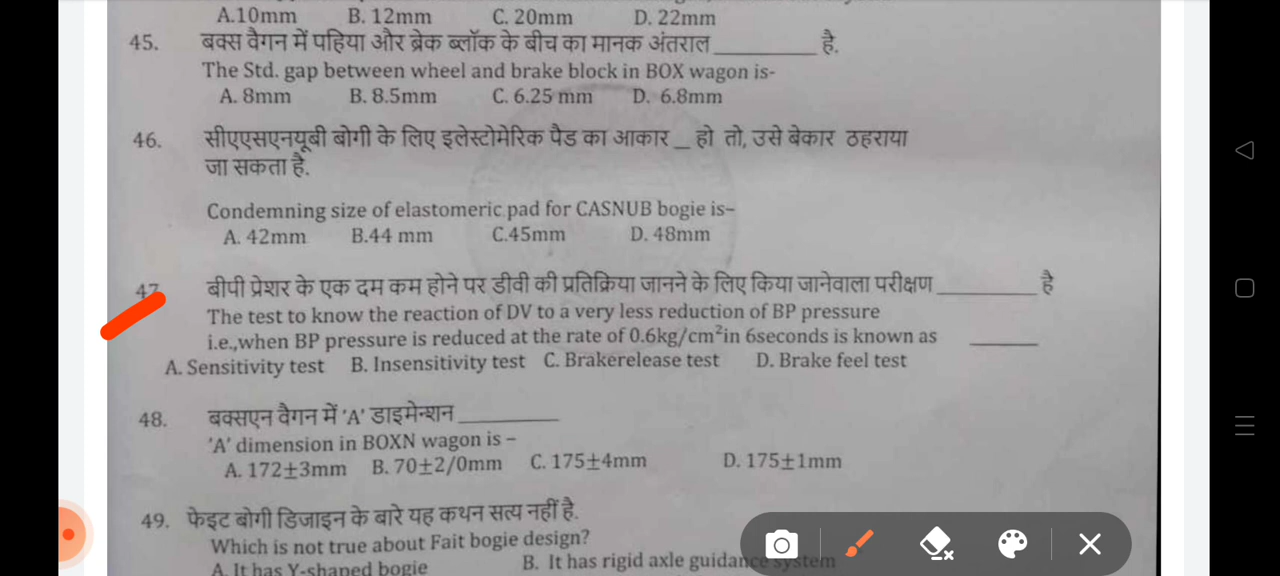 A.10mm B. 12mm C. 20mm D. 22mm
45. बक्स वैगन में पहिया और ब्रेक ब्लॉक के बीच का मानक अंतराल ________ है.
The Std. gap between wheel and brake block in BOX wagon is-
A. 8mm B. 8.5mm C. 6.25 mm D. 6.8mm
46. सीएएसएनयूबी बोगी के लिए इलेस्टोमेरिक पैड का आकार _ हो तो, उसे बेकार ठहराया
जा सकता है.
Condemning size of elastomeric pad for CASNUB bogie is–
A. 42mm B.44 mm C.45mm D. 48mm
47. बीपी प्रेशर के एक दम कम होने पर डीवी की प्रतिक्रिया जानने के लिए किया जानेवाला परीक्षण ________ है
The test to know the reaction of DV to a very less reduction of BP pressure
i.e.,when BP pressure is reduced at the rate of 0.6kg/cm²in 6seconds is known as ______
A. Sensitivity test B. Insensitivity test C. Brakerelease test D. Brake feel test
48. बक्सएन वैगन में 'A' डाइमेन्शन ________
'A' dimension in BOXN wagon is –
A. 172±3mm B. 70±2/0mm C. 175±4mm D. 175±1mm
49. फेइट बोगी डिजाइन के बारे यह कथन सत्य नहीं है.
Which is not true about Fait bogie design?
A. It has Y-shaped bogie B. It has rigid axle guidance system